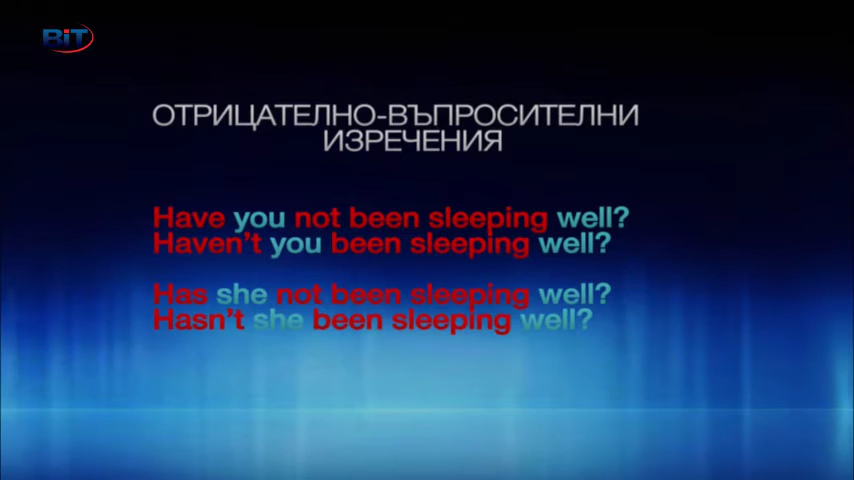 BiT
ОТРИЦАТЕЛНО-ВЪПРОСИТЕЛНИ
ИЗРЕЧЕНИЯ
Have you not been sleeping well?
Haven't you been sleeping well?
Has she not been sleeping well?
Hasn't she been sleeping well?